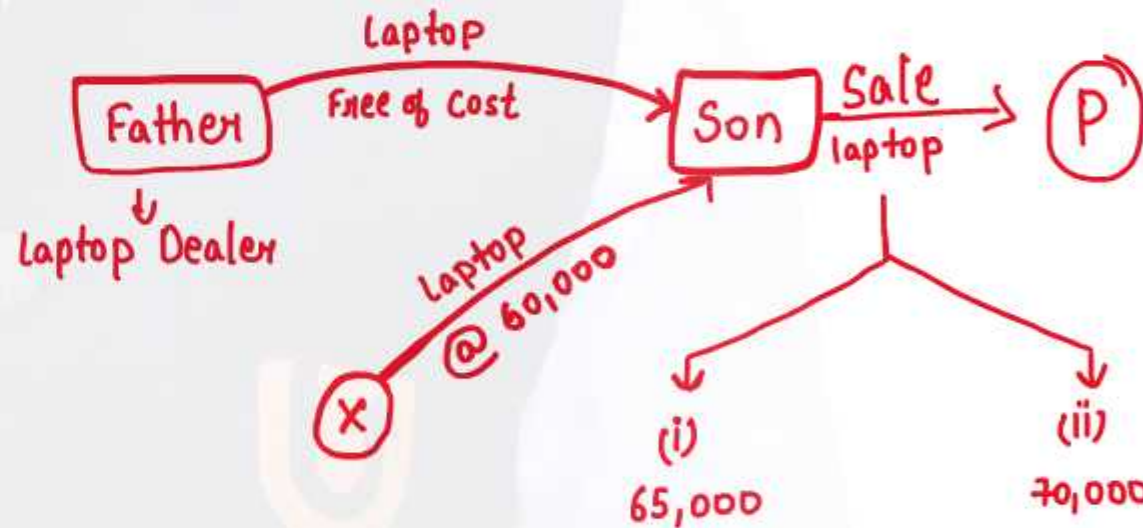 Laptop
Free of Cost
Father
Son
Sale
laptop
P
Laptop Dealer
Laptop
@ 60,000
X
(i)
(ii)
65,000
70,000